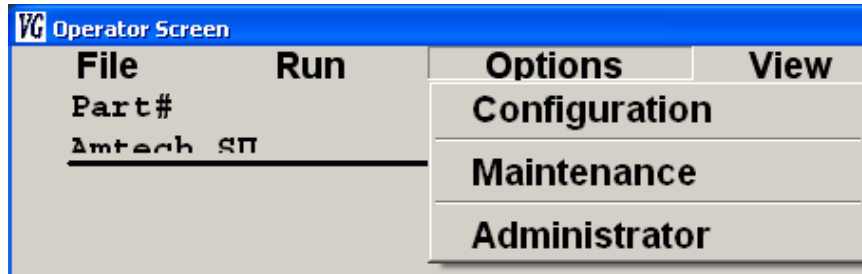 VG Operator Screen
File Run Options View
Part#
Configuration
Amtech
Maintenance
Administrator